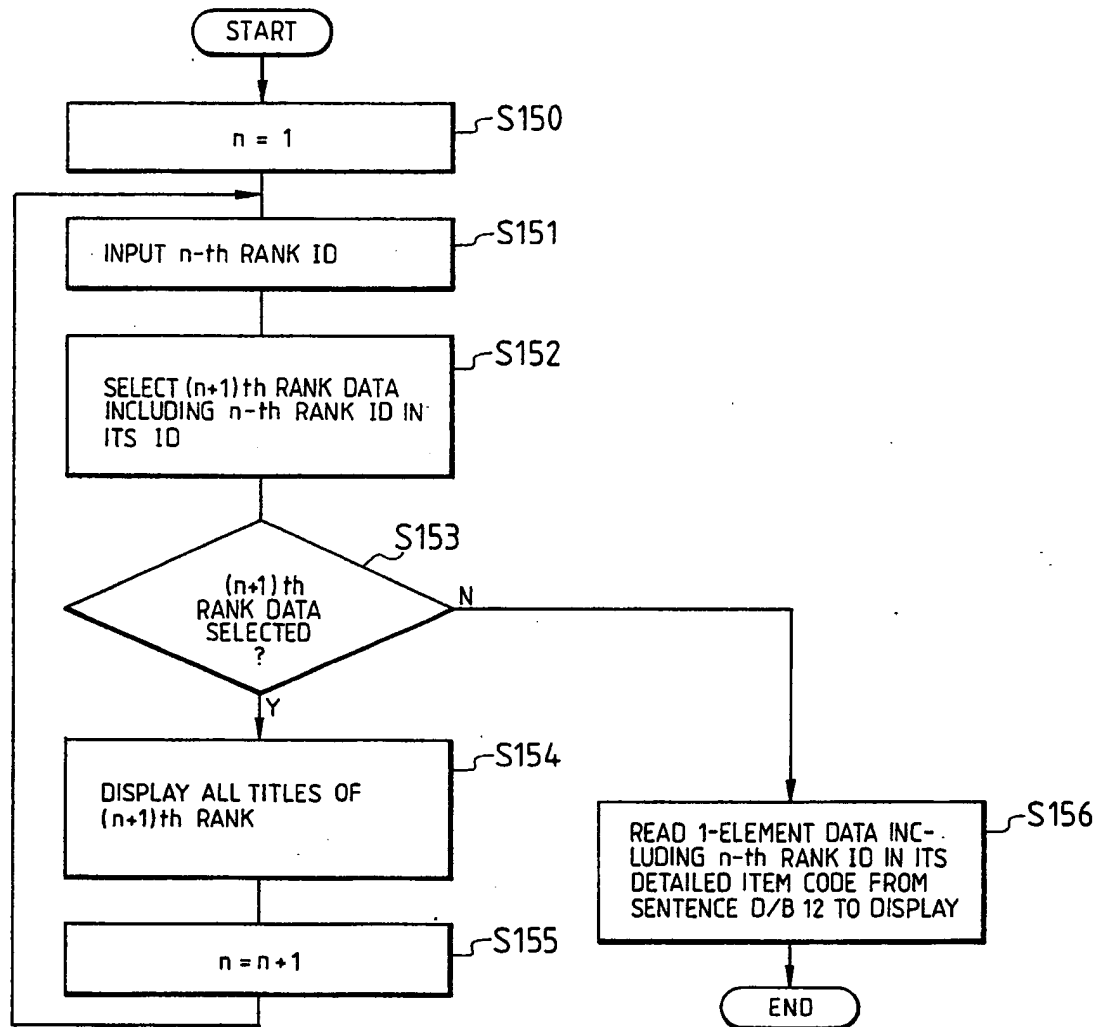 START
n = 1
S150
INPUT n-th RANK ID
S151
SELECT (n+1)th RANK DATA
INCLUDING n-th RANK ID IN
ITS ID
S152
(n+1)th
RANK DATA
SELECTED
?
S153
N
Y
DISPLAY ALL TITLES OF
(n+1)th RANK
S154
n = n+1
S155
READ 1-ELEMENT DATA INC-
LUDING n-th RANK ID IN ITS
DETAILED ITEM CODE FROM
SENTENCE D/B 12 TO DISPLAY
S156
END